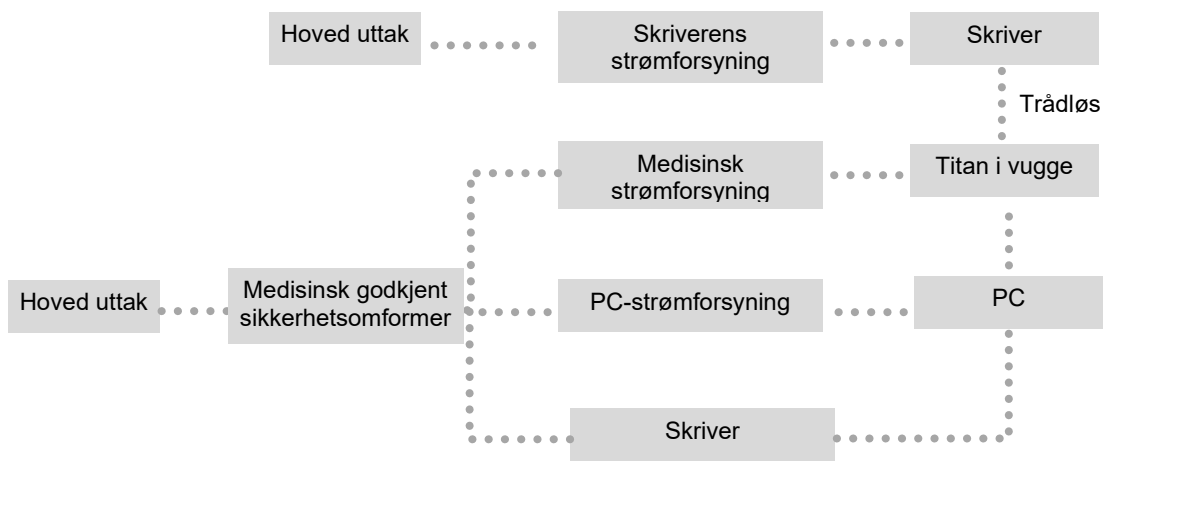 Hoved uttak
Skriverens
strømforsyning
Skriver
Trådløs
Medisinsk
strømforsyning
Titan i vugge
Hoved uttak
Medisinsk godkjent
sikkerhetsomformer
PC-strømforsyning
PC
Skriver